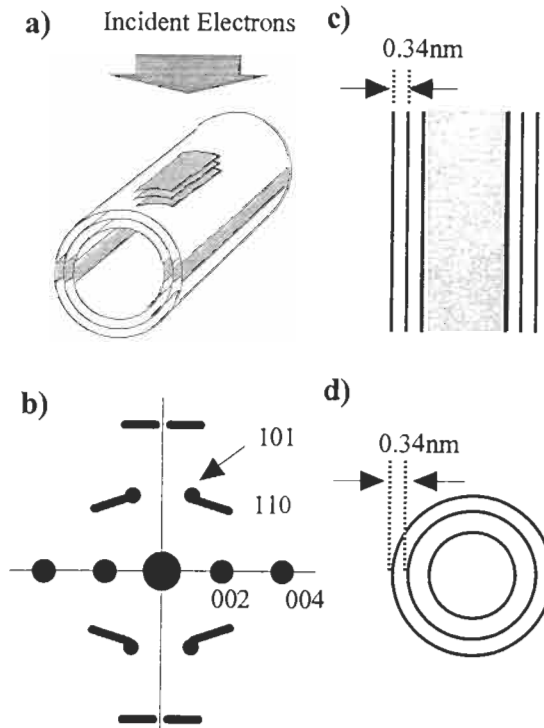 a)
Incident Electrons
c)
0.34nm
b)
101
110
002
004
d)
0.34nm